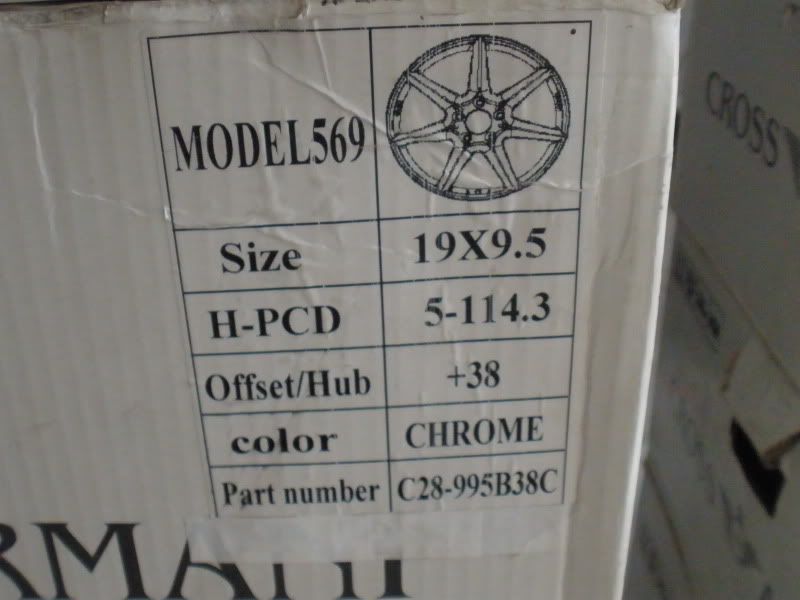 MODEL569
Size 19X9.5
H-PCD 5-114.3
Offset/Hub +38
color CHROME
Part number C28-995B38C
CROSS